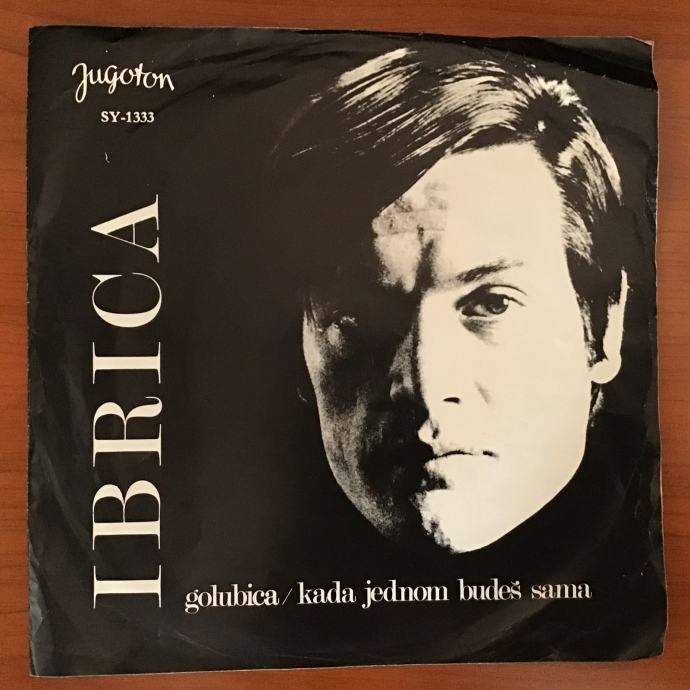 Jugoton
SY-1333
IBRICA
golubica / kada jednom budeš sama